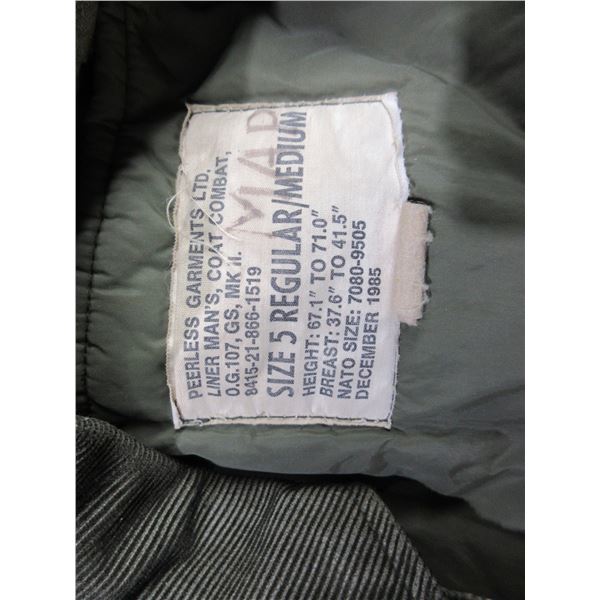 PEERLESS GARMENTS LTD.
LINER MAN'S, COAT COMBAT,
O.G.107, GS, MK II.
8415-21-866-1519
MAR
SIZE 5 REGULAR/MEDIUM
HEIGHT: 67.1" TO 71.0"
BREAST: 37.6" TO 41.5"
NATO SIZE: 7080-9505
DECEMBER 1985